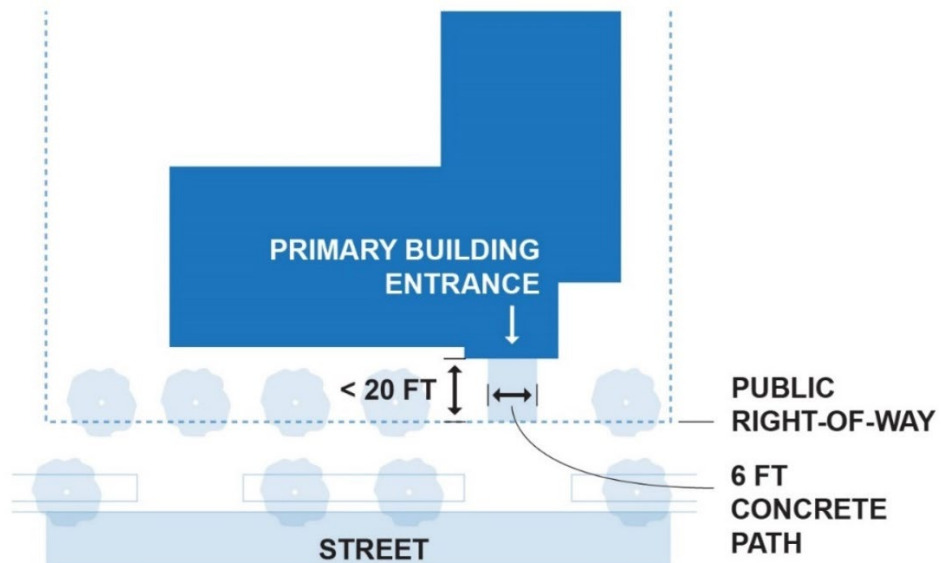 PRIMARY BUILDING
ENTRANCE
< 20 FT
PUBLIC
RIGHT-OF-WAY
6 FT
CONCRETE
PATH
STREET